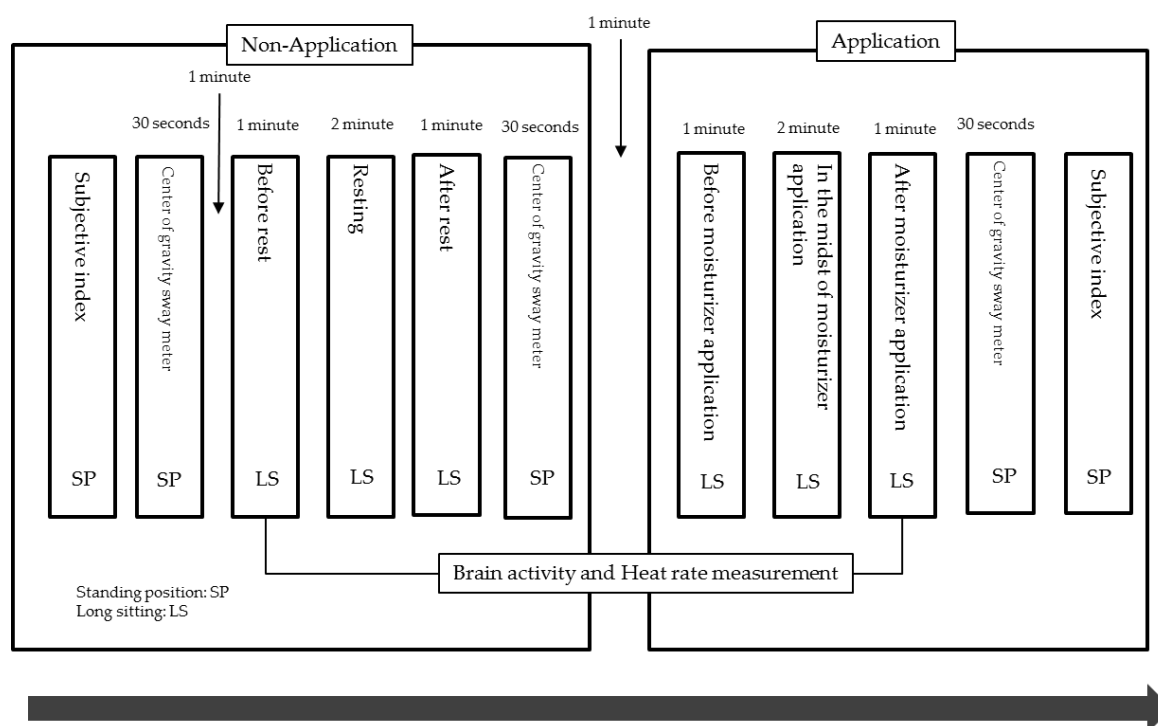 1 minute
Non-Application
Application
1 minute
30 seconds
1 minute
2 minute
1 minute
30 seconds
1 minute
2 minute
1 minute
30 seconds
Subjective index
SP
Center of gravity sway meter
SP
Before rest
LS
Resting
LS
After rest
LS
Center of gravity sway meter
SP
Before moisturizer application
LS
In the midst of moisturizer
application
LS
After moisturizer application
LS
Center of gravity sway meter
SP
Subjective index
SP
Brain activity and Heat rate measurement
Standing position: SP
Long sitting: LS